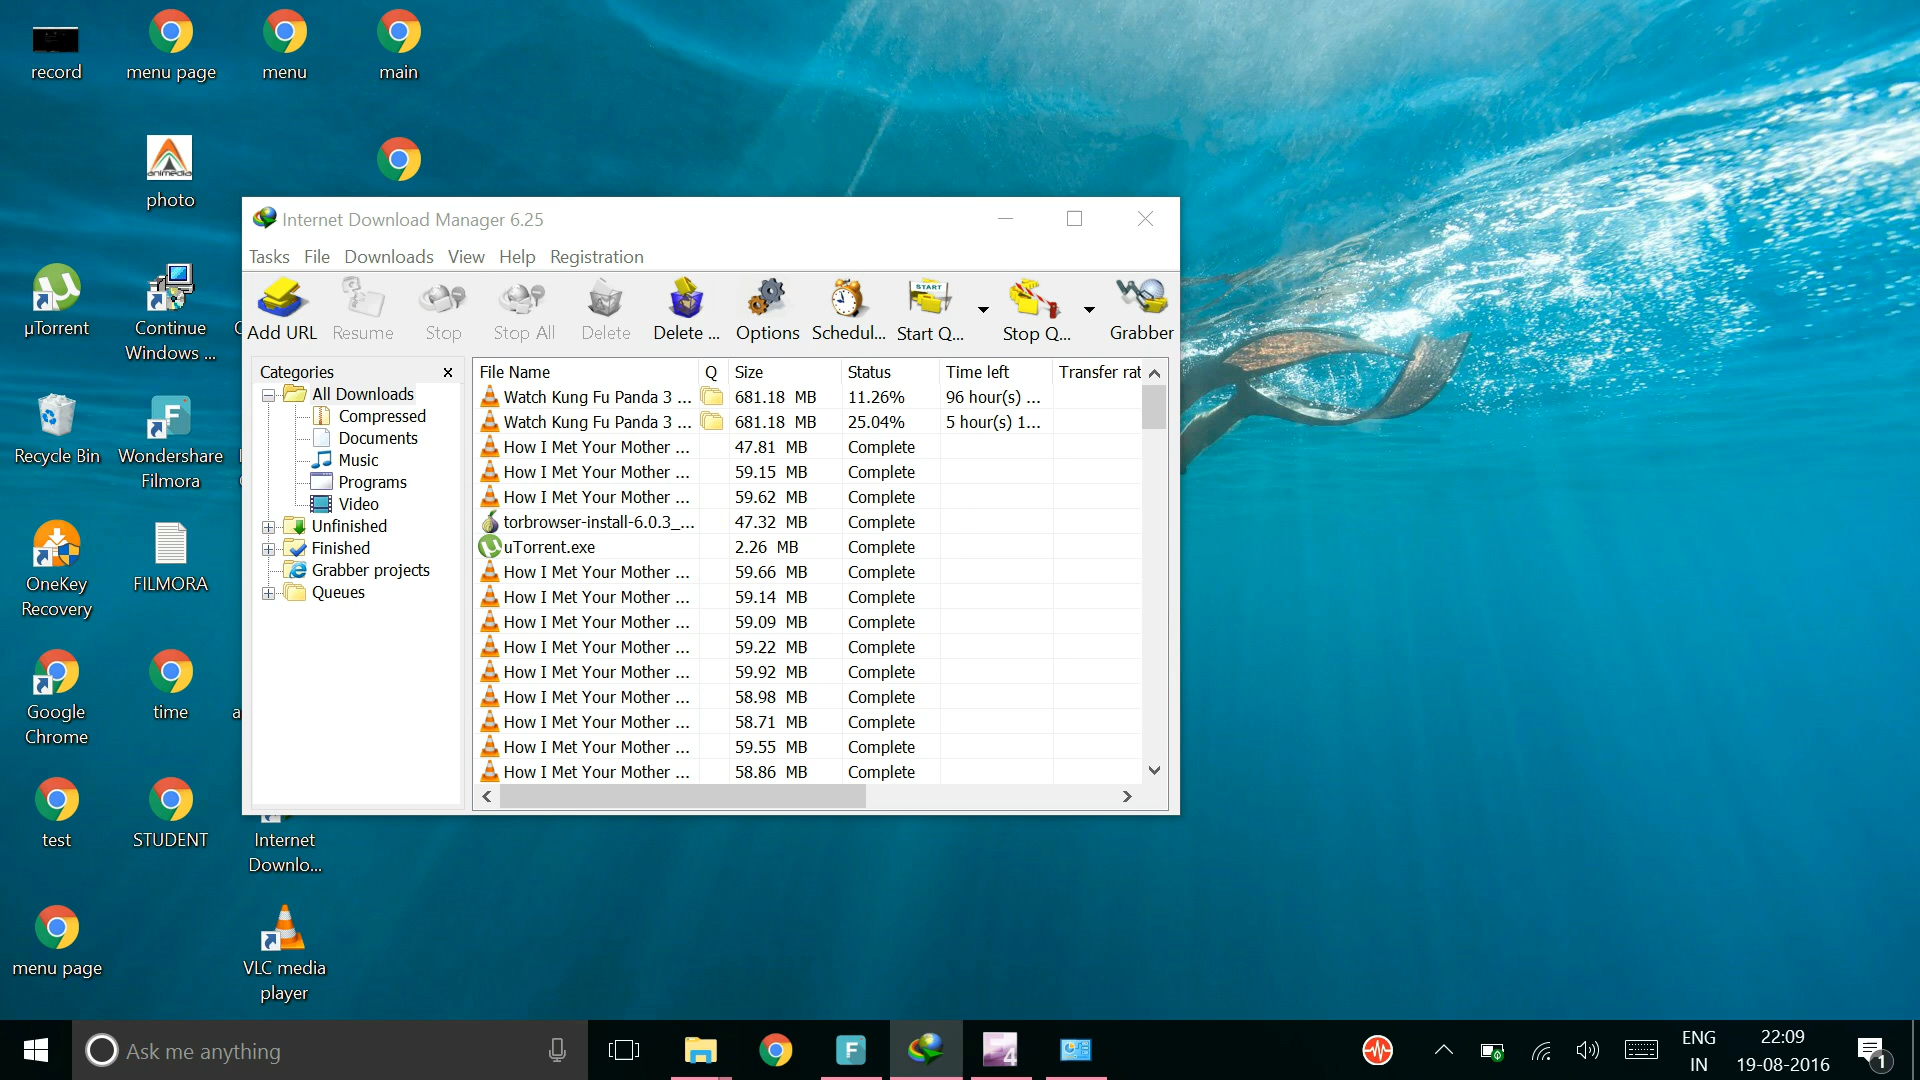 record
menu page
menu
main
animedia
photo
µTorrent
Continue
Windows ...
Recycle Bin
Wondershare
Filmora
OneKey
Recovery
FILMORA
Google
Chrome
time
a
test
STUDENT
Internet
Downlo...
menu page
VLC media
player
Internet Download Manager 6.25
Tasks File Downloads View Help Registration
Add URL Resume Stop Stop All Delete Delete ... Options Schedul... START Start Q... Stop Q... Grabber
Categories
All Downloads
Compressed
Documents
Music
Programs
Video
Unfinished
Finished
Grabber projects
Queues
File Name Q Size Status Time left Transfer rat
Watch Kung Fu Panda 3 ... 681.18 MB 11.26% 96 hour(s) ...
Watch Kung Fu Panda 3 ... 681.18 MB 25.04% 5 hour(s) 1...
How I Met Your Mother ... 47.81 MB Complete
How I Met Your Mother ... 59.15 MB Complete
How I Met Your Mother ... 59.62 MB Complete
torbrowser-install-6.0.3_... 47.32 MB Complete
uTorrent.exe 2.26 MB Complete
How I Met Your Mother ... 59.66 MB Complete
How I Met Your Mother ... 59.14 MB Complete
How I Met Your Mother ... 59.09 MB Complete
How I Met Your Mother ... 59.22 MB Complete
How I Met Your Mother ... 59.92 MB Complete
How I Met Your Mother ... 58.98 MB Complete
How I Met Your Mother ... 58.71 MB Complete
How I Met Your Mother ... 59.55 MB Complete
How I Met Your Mother ... 58.86 MB Complete
Ask me anything
F
4
ENG
IN
22:09
19-08-2016
1